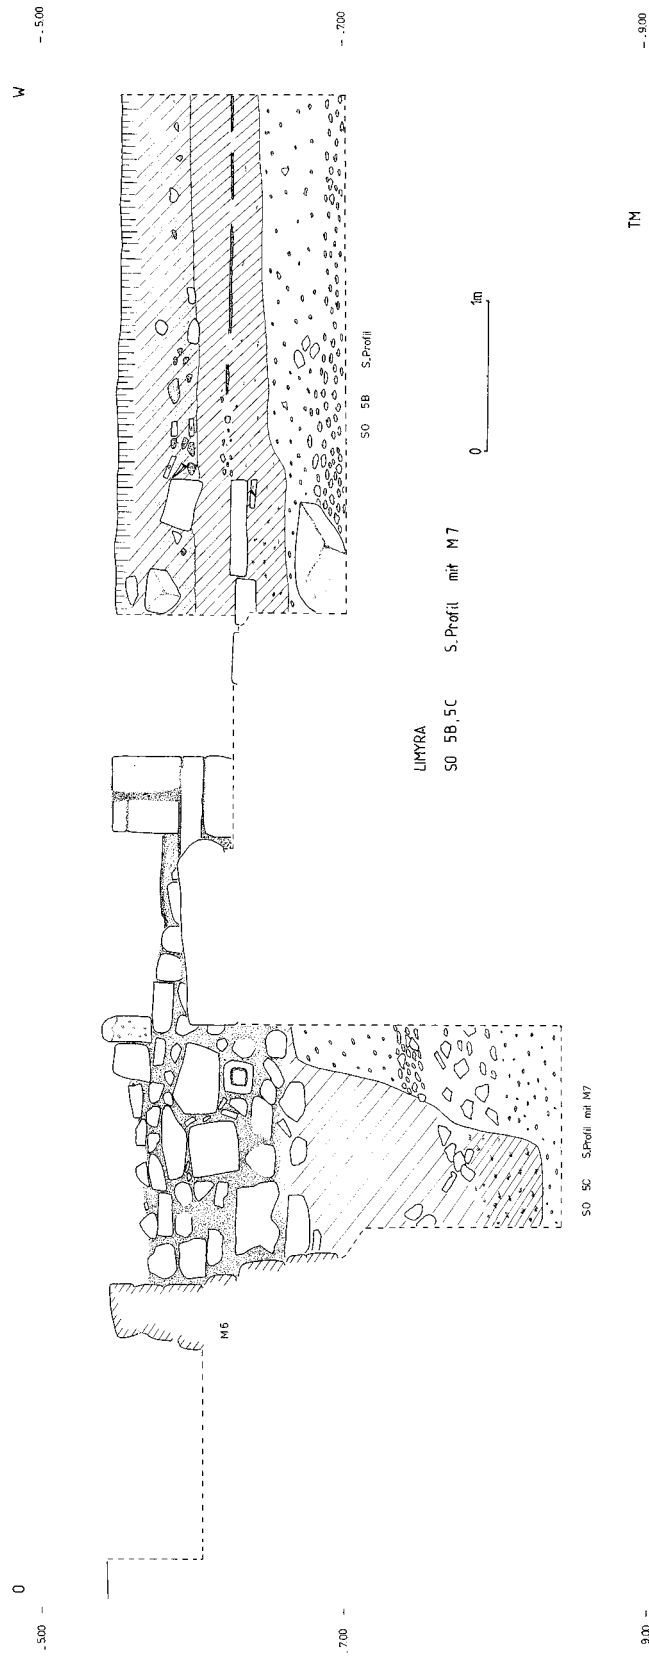 O W
.5.00 – – .5.00
M6
.7.00 – – .7.00
SO 5B S.Profil
0 1m
LIMYRA
SO 5B,5C S.Profil mit M7
SO 5C S.Profil mit M7
9.00 – – .9.00
TM